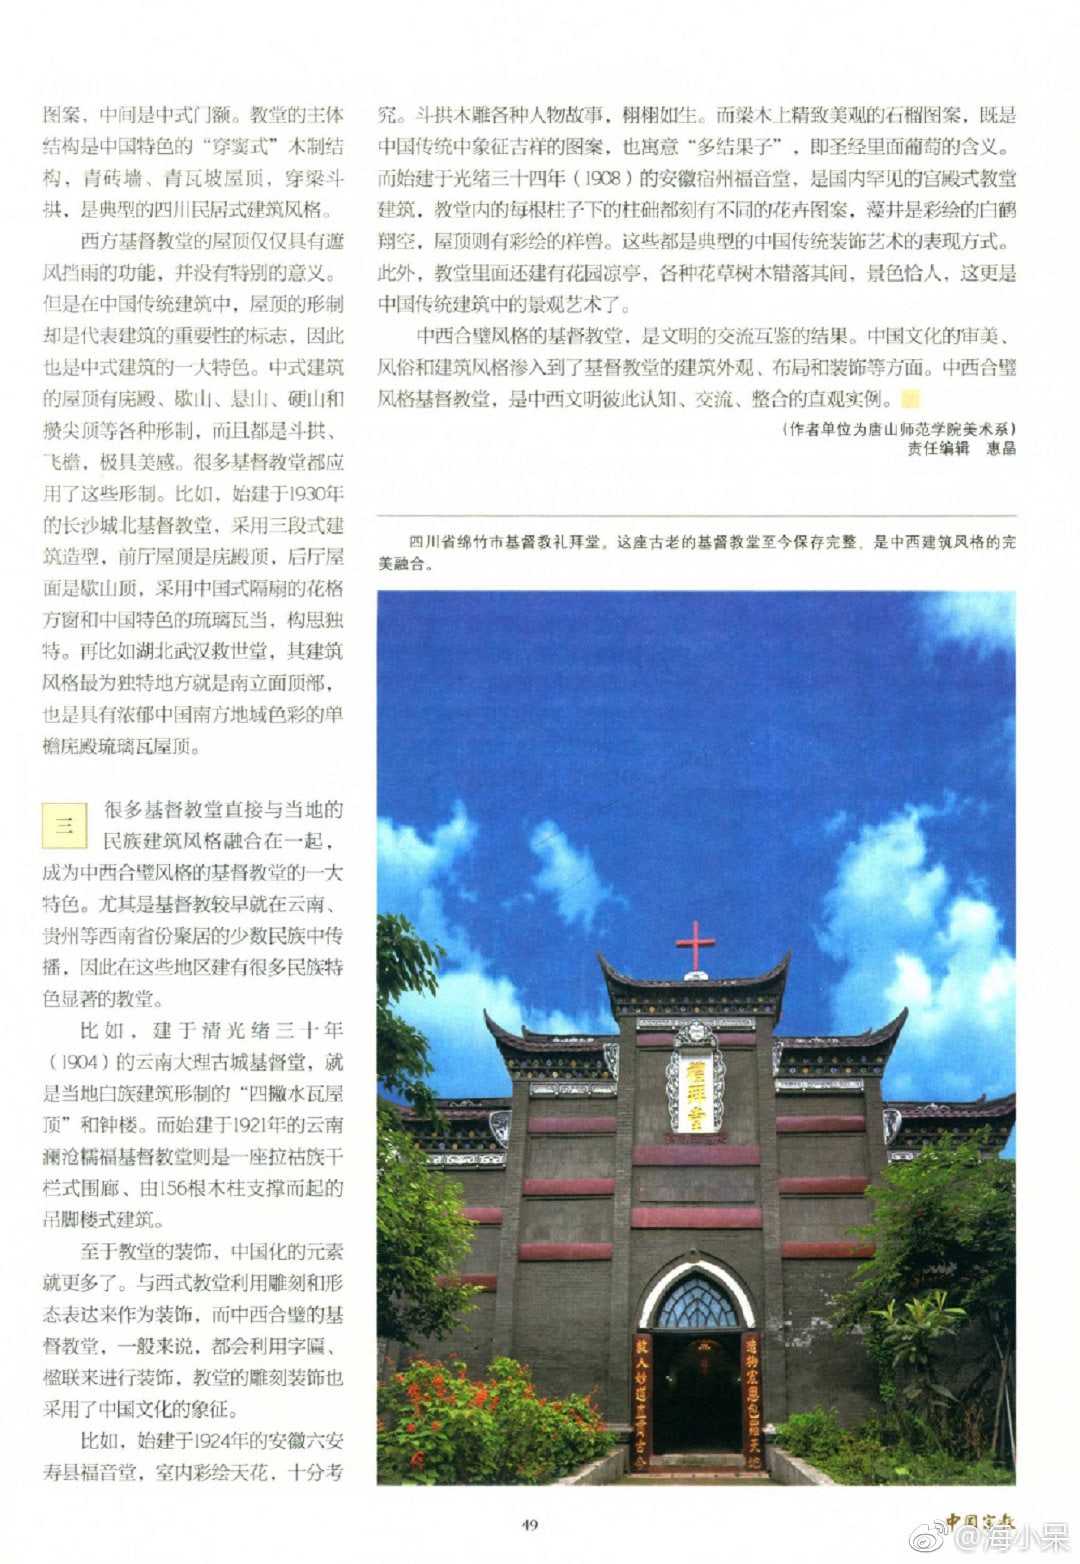 图案，中间是中式门额。教堂的主体
结构是中国特色的“穿窦式”木制结
构，青砖墙、青瓦坡屋顶，穿梁斗
拱，是典型的四川民居式建筑风格。
西方基督教堂的屋顶仅仅具有遮
风挡雨的功能，并没有特别的意义。
但是在中国传统建筑中，屋顶的形制
却是代表建筑的重要性的标志，因此
也是中式建筑的一大特色。中式建筑
的屋顶有庑殿、歇山、悬山、硬山和
攒尖顶等各种形制，而且都是斗拱、
飞檐，极具美感。很多基督教堂都应
用了这些形制。比如，始建于1930年
的长沙城北基督教堂，采用三段式建
筑造型，前厅屋顶是庑殿顶，后厅屋
面是歇山顶，采用中国式隔扇的花格
方窗和中国特色的琉璃瓦当，构思独
特。再比如湖北武汉救世堂，其建筑
风格最为独特地方就是南立面顶部，
也是具有浓郁中国南方地域色彩的单
檐庑殿琉璃瓦屋顶。
三
很多基督教堂直接与当地的
民族建筑风格融合在一起，
成为中西合璧风格的基督教堂的一大
特色。尤其是基督教较早就在云南、
贵州等西南省份聚居的少数民族中传
播，因此在这些地区建有很多民族特
色显著的教堂。
比如，建于清光绪三十年
（1904）的云南大理古城基督堂，就
是当地白族建筑形制的“四撇水瓦屋
顶”和钟楼。而始建于1921年的云南
澜沧糯福基督教堂则是一座拉祜族干
栏式围廊、由156根木柱支撑而起的
吊脚楼式建筑。
至于教堂的装饰，中国化的元素
就更多了。与西式教堂利用雕刻和形
态表达来作为装饰，而中西合璧的基
督教堂，一般来说，都会利用字匾、
楹联来进行装饰，教堂的雕刻装饰也
采用了中国文化的象征。
比如，始建于1924年的安徽六安
寿县福音堂，室内彩绘天花，十分考
究。斗拱木雕各种人物故事，栩栩如生。而梁木上精致美观的石榴图案，既是
中国传统中象征吉祥的图案，也寓意“多结果子”，即圣经里面葡萄的含义。
而始建于光绪三十四年（1908）的安徽宿州福音堂，是国内罕见的宫殿式教堂
建筑，教堂内的每根柱子下的柱础都刻有不同的花卉图案，藻井是彩绘的白鹤
翔空，屋顶则有彩绘的祥兽。这些都是典型的中国传统装饰艺术的表现方式。
此外，教堂里面还建有花园凉亭，各种花草树木错落其间，景色恰人，这更是
中国传统建筑中的景观艺术了。
中西合璧风格的基督教堂，是文明的交流互鉴的结果。中国文化的审美、
风俗和建筑风格渗入到了基督教堂的建筑外观、布局和装饰等方面。中西合璧
风格基督教堂，是中西文明彼此认知、交流、整合的直观实例。
（作者单位为唐山师范学院美术系）
责任编辑 惠晶
四川省绵竹市基督教礼拜堂。这座古老的基督教堂至今保存完整，是中西建筑风格的完
美融合。
礼拜堂
救人妙道亘古今
造物宏恩包天地
49
中国宗教
@海小呆